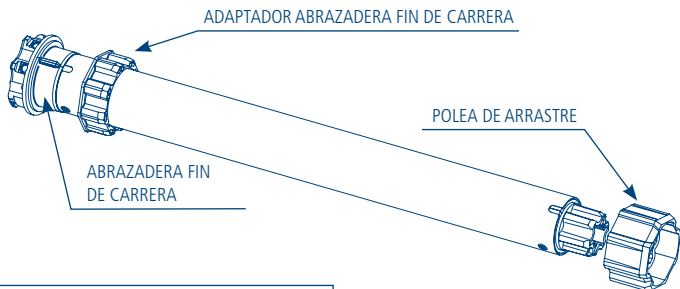 ADAPTADOR ABRAZADERA FIN DE CARRERA
POLEA DE ARRASTRE
ABRAZADERA FIN
DE CARRERA